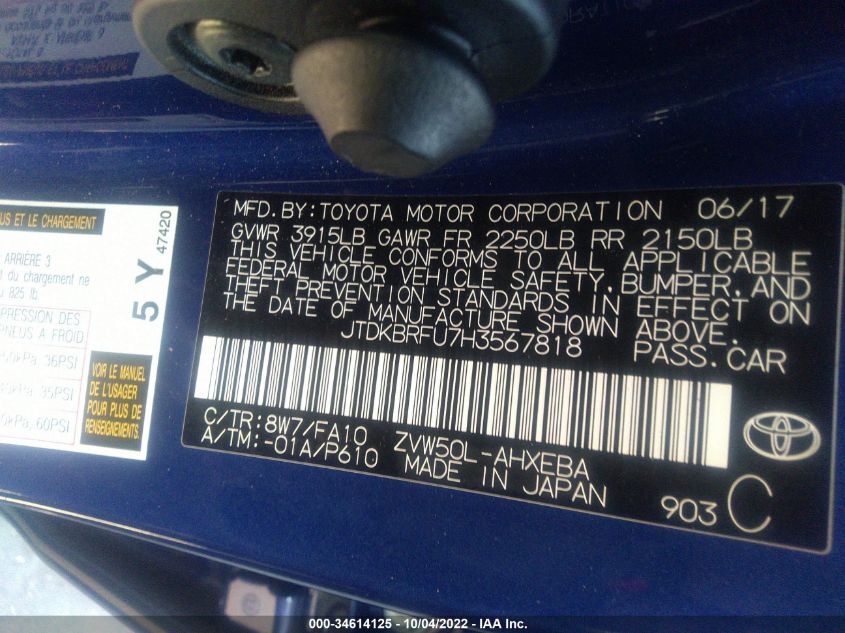 US ET LE CHARGEMENT
ARRIÈRE 3
du chargement ne
825 lb.
PRESSION DES
PNEUS A FROID
36PSI
35PSI
kPa, 60PSI
5 Y
47420
VOIR LE MANUEL
DE L'USAGER
POUR PLUS DE
RENSEIGNEMENTS.
MFD.BY:TOYOTA MOTOR CORPORATION 06/17
GVWR 3915LB GAWR FR 2250LB RR 2150LB
THIS VEHICLE CONFORMS TO ALL APPLICABLE
FEDERAL MOTOR VEHICLE SAFETY,BUMPER,AND
THEFT PREVENTION STANDARDS IN EFFECT ON
THE DATE OF MANUFACTURE SHOWN ABOVE.
JTDKBRFU7H3567818 PASS.CAR
C/TR:8W7/FA10 ZVW50L-AHXEBA
A/TM:-01A/P610 MADE IN JAPAN
903 C
TOYOTA
000-34614125 - 10/04/2022 - IAA Inc.